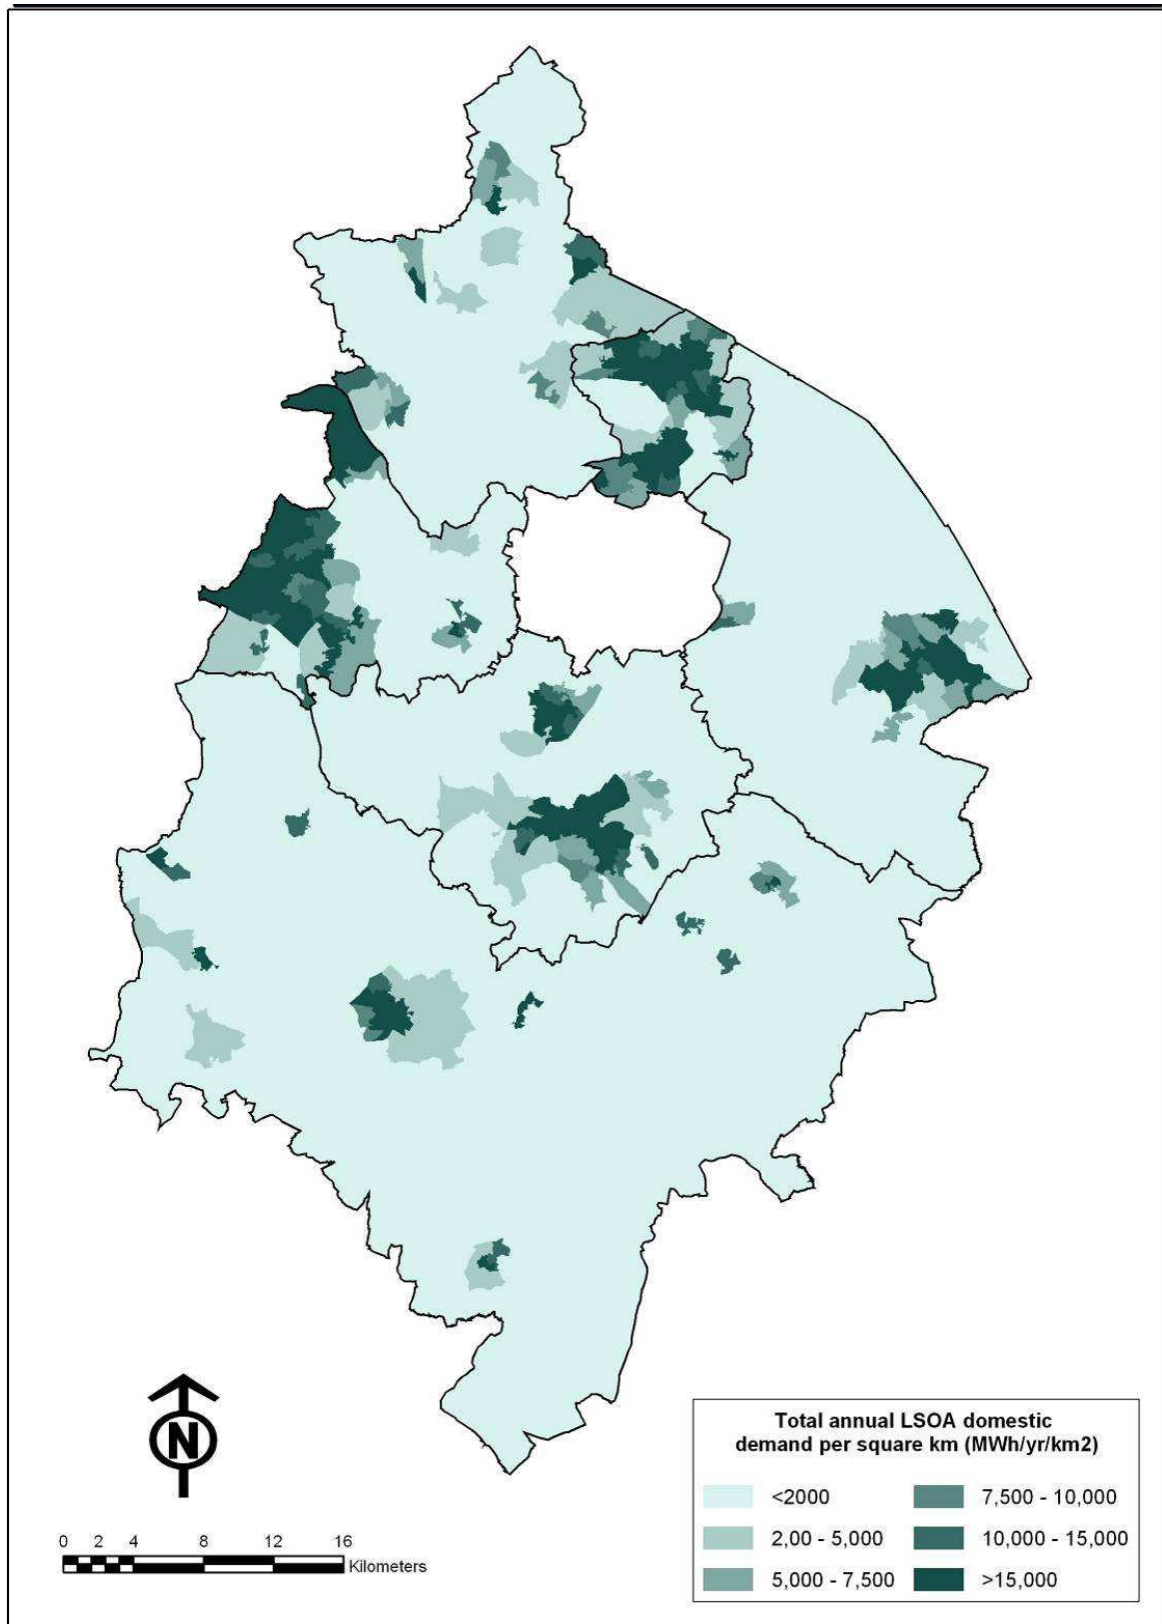 N
0 2 4 8 12 16
Kilometers
Total annual LSOA domestic
demand per square km (MWh/yr/km2)
<2000
2,00 - 5,000
5,000 - 7,500
7,500 - 10,000
10,000 - 15,000
>15,000